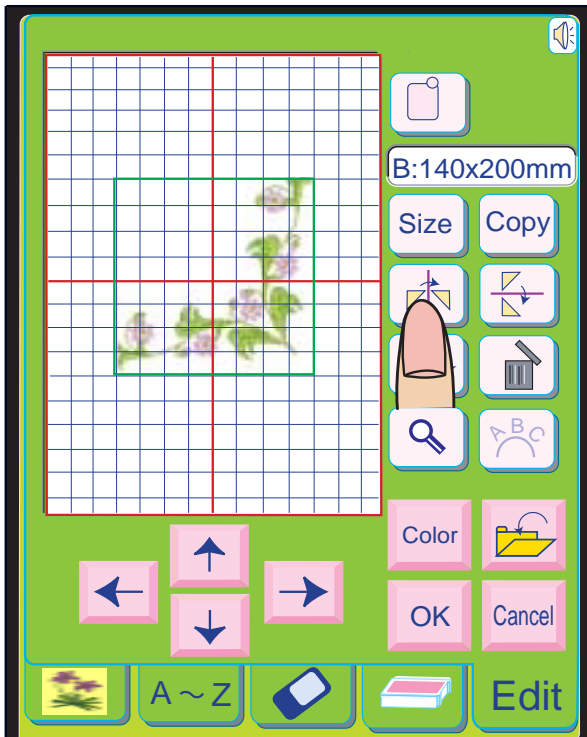 B:140x200mm
Size
Copy
A B C
Color
OK
Cancel
A ~ Z
Edit